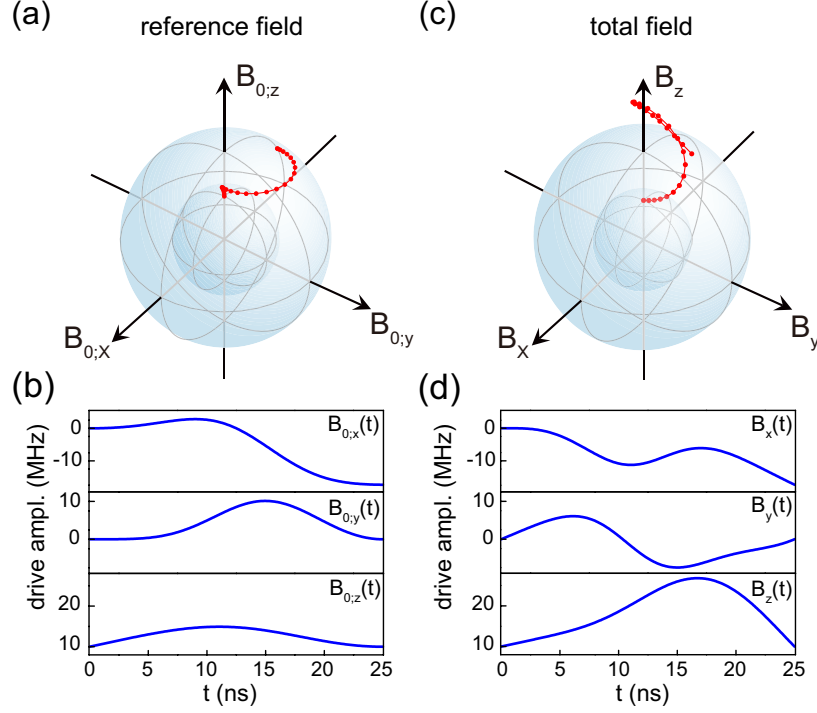 (a)
reference field
B0;z
B0;x
B0;y
(c)
total field
Bz
Bx
By
(b)
drive ampl. (MHz)
0
-10
B0;x(t)
10
0
B0;y(t)
20
10
B0;z(t)
0 5 10 15 20 25
t (ns)
(d)
drive ampl. (MHz)
0
-10
Bx(t)
10
0
By(t)
20
10
Bz(t)
0 5 10 15 20 25
t (ns)